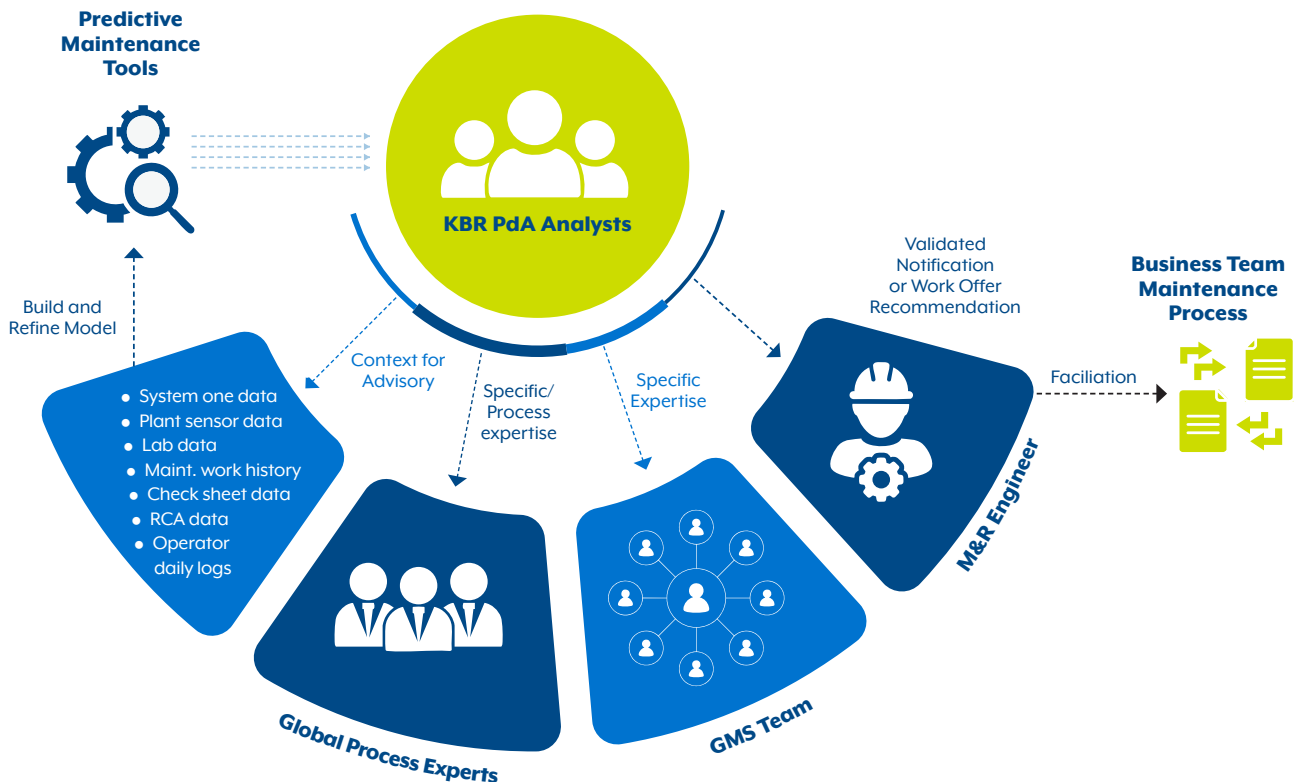 Predictive
Maintenance
Tools
KBR PdA Analysts
Build and
Refine Model
Context for
Advisory
Specific/
Process
expertise
Specific
Expertise
Validated
Notification
or Work Offer
Recommendation
Business Team
Maintenance
Process
Faciliation
• System one data
• Plant sensor data
• Lab data
• Maint. work history
• Check sheet data
• RCA data
• Operator
daily logs
Global Process Experts
GMS Team
M&R Engineer